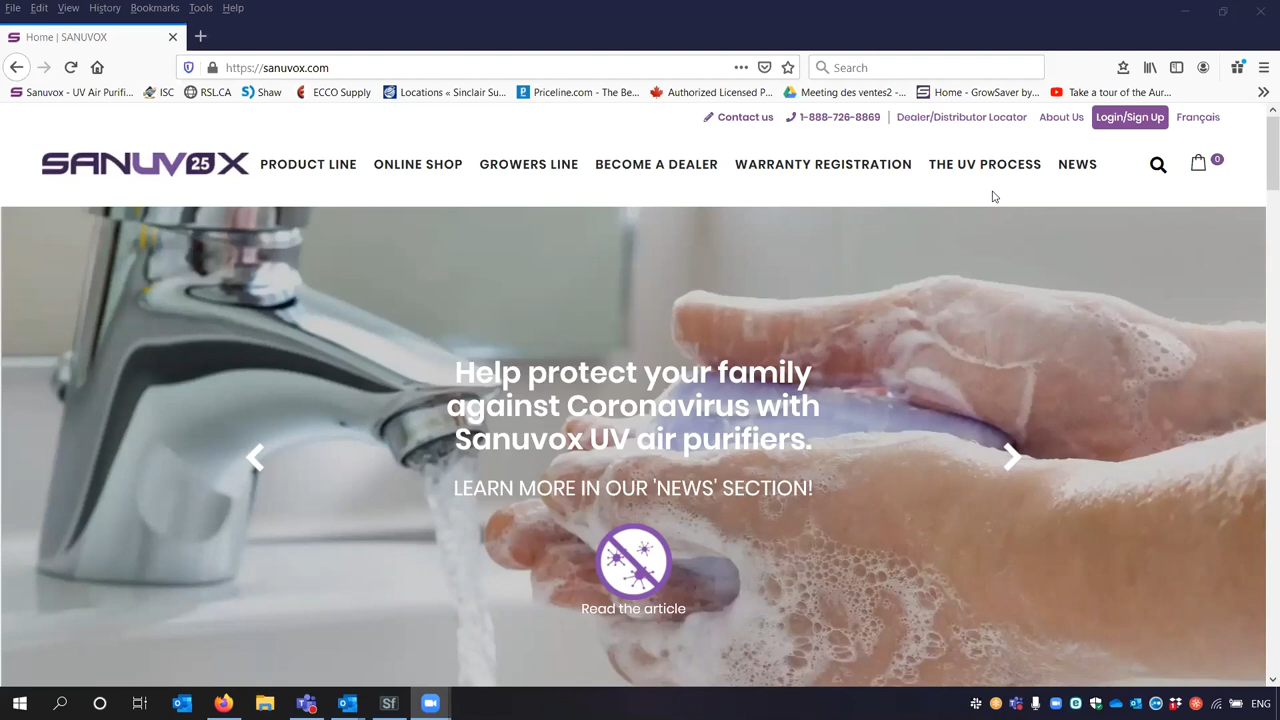 File Edit View History Bookmarks Tools Help
Home | SANUVOX
https://sanuvox.com
Search
Sanuvox - UV Air Purifi... ISC RSL.CA Shaw ECCO Supply Locations « Sinclair Su... Priceline.com - The Be... Authorized Licensed P... Meeting des ventes2 -... Home - GrowSaver by... Take a tour of the Aur...
Contact us 1-888-726-8869 Dealer/Distributor Locator About Us Login/Sign Up Français
SANUVOX 25 PRODUCT LINE ONLINE SHOP GROWERS LINE BECOME A DEALER WARRANTY REGISTRATION THE UV PROCESS NEWS 0
Help protect your family
against Coronavirus with
Sanuvox UV air purifiers.
LEARN MORE IN OUR 'NEWS' SECTION!
Read the article
Sf ENG